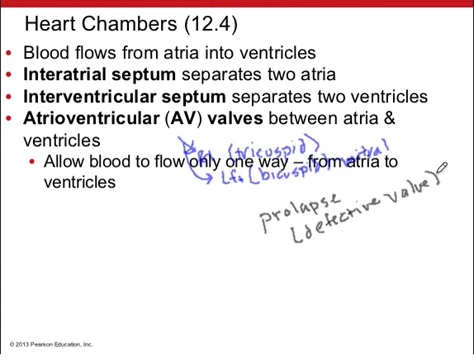 Heart Chambers (12.4)
• Blood flows from atria into ventricles
• Interatrial septum separates two atria
• Interventricular septum separates two ventricles
• Atrioventricular (AV) valves between atria &
ventricles
Rt (tricuspid)
• Allow blood to flow only one way – from atria to
Lft (bicuspid) mitral
ventricles
prolapse
(defective valve)
© 2013 Pearson Education, Inc.